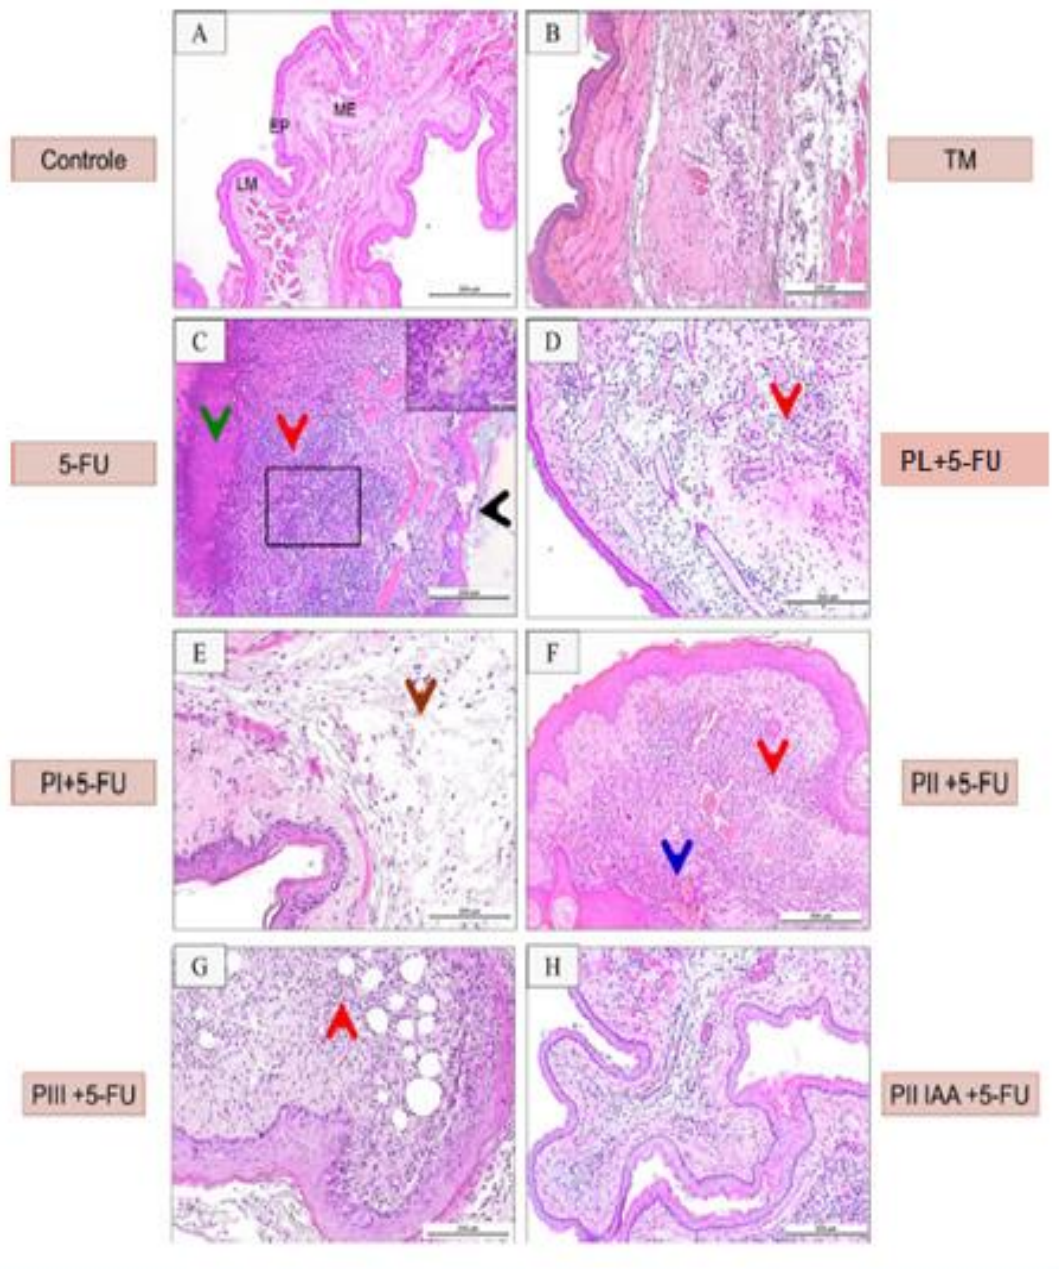 A
B
Controle
EP
ME
LM
TM
C
D
5-FU
PL+5-FU
E
F
PI+5-FU
PII +5-FU
G
H
PIII +5-FU
PII IAA +5-FU